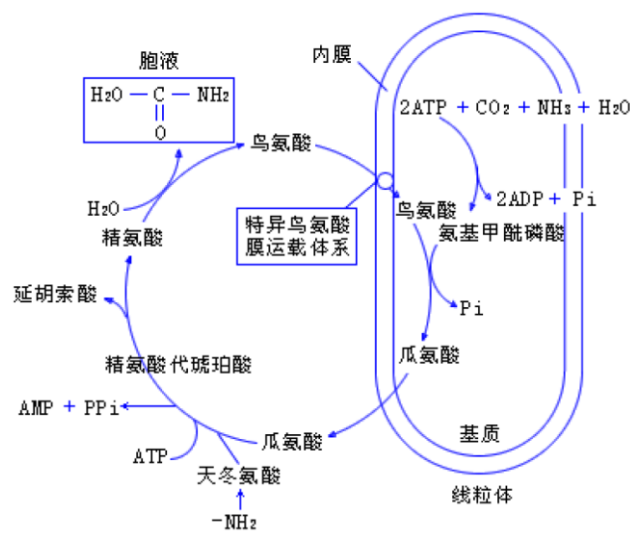 胞液
H₂O — C — NH₂
O
内膜
2ATP + CO₂ + NH₃ + H₂O
鸟氨酸
2ADP + Pi
H₂O
特异鸟氨酸
膜运载体系
鸟氨酸
氨基甲酰磷酸
精氨酸
延胡索酸
Pi
瓜氨酸
精氨酸代琥珀酸
AMP + PPi
ATP
瓜氨酸
基质
天冬氨酸
线粒体
-NH₂